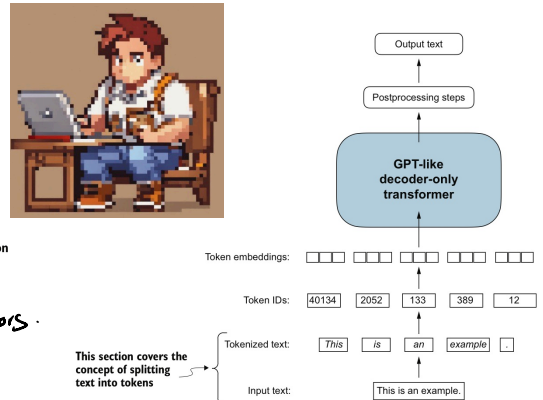 Output text
Postprocessing steps
GPT-like
decoder-only
transformer
Token embeddings:
Token IDs: 40134 2052 133 389 12
Tokenized text: This is an example .
This section covers the
concept of splitting
text into tokens
Input text: This is an example.